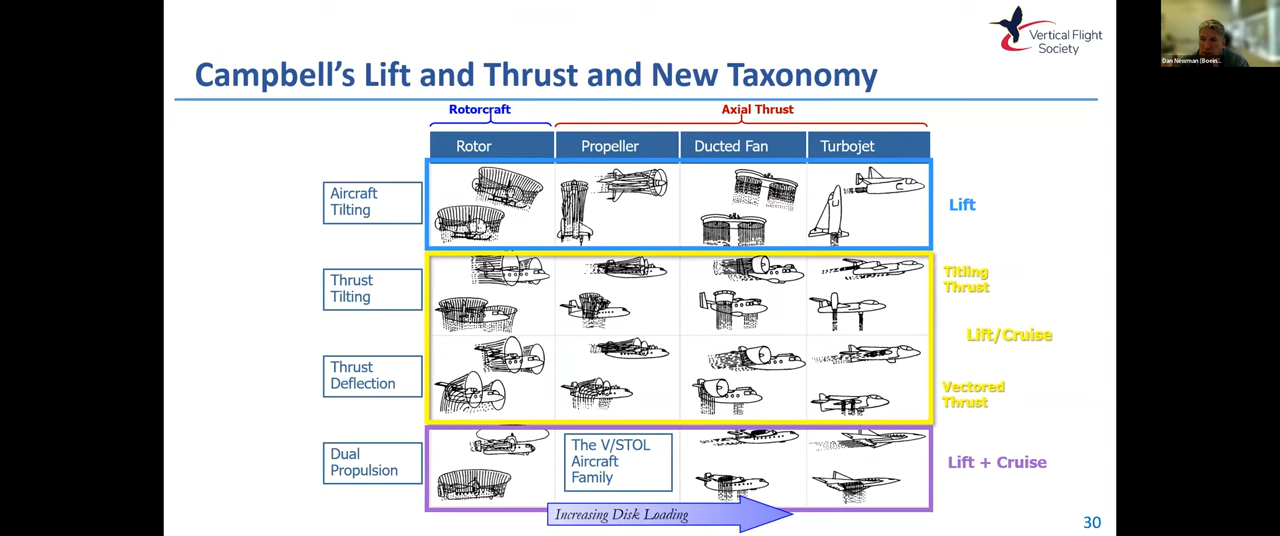 Vertical Flight
Society
Dan Newman (Boein...
Campbell's Lift and Thrust and New Taxonomy
Rotorcraft
Axial Thrust
Rotor
Propeller
Ducted Fan
Turbojet
Aircraft
Tilting
Lift
Thrust
Tilting
Titling
Thrust
Lift/Cruise
Thrust
Deflection
Vectored
Thrust
Dual
Propulsion
The V/STOL
Aircraft
Family
Lift + Cruise
Increasing Disk Loading
30